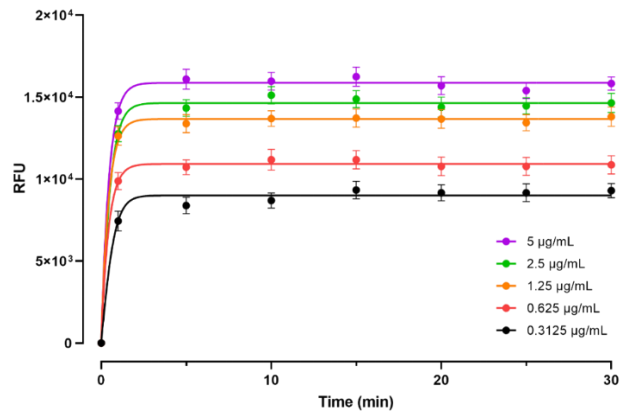 2×10⁴
1.5×10⁴
1×10⁴
5×10³
0
RFU
0
10
20
30
Time (min)
5 µg/mL
2.5 µg/mL
1.25 µg/mL
0.625 µg/mL
0.3125 µg/mL